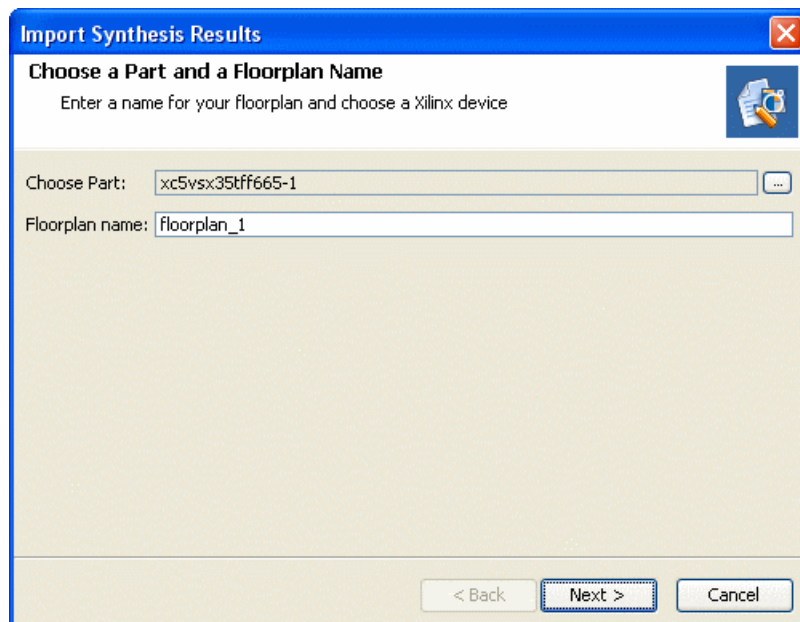 Import Synthesis Results
Choose a Part and a Floorplan Name
Enter a name for your floorplan and choose a Xilinx device
Choose Part: xc5vsx35tff665-1 ...
Floorplan name: floorplan_1
< Back Next > Cancel